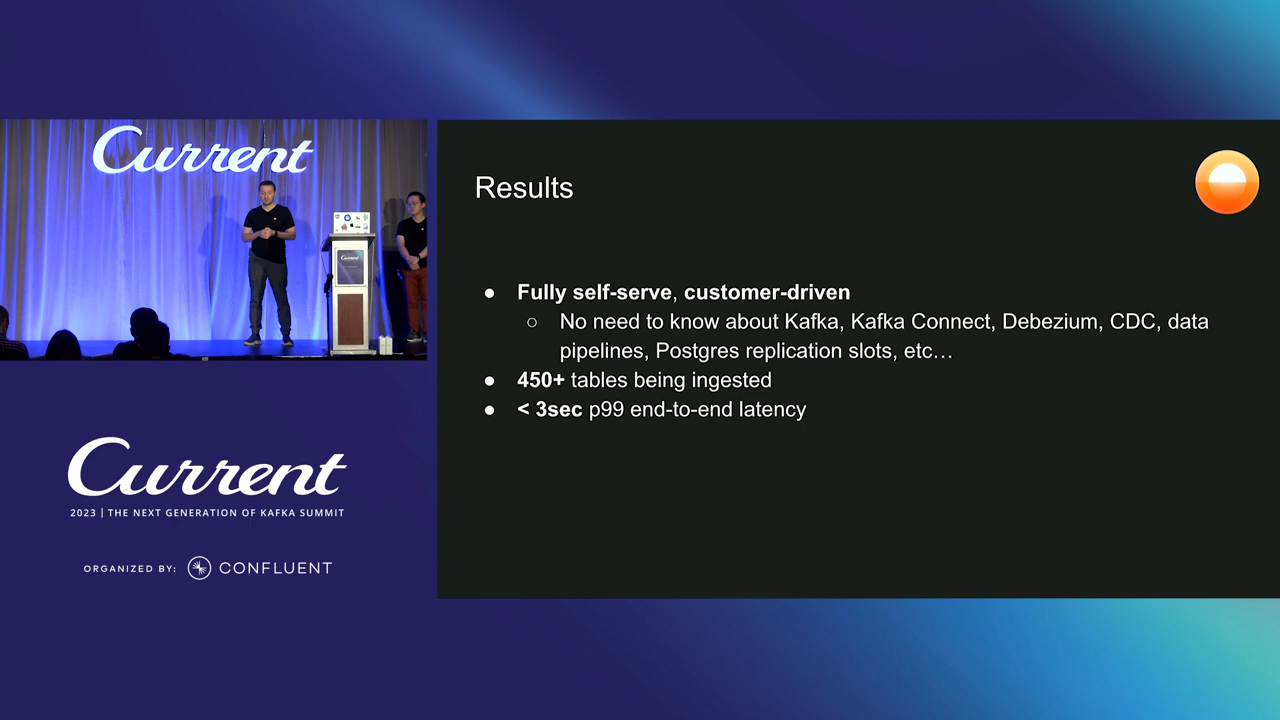 Current
Current
Results
● Fully self-serve, customer-driven
○ No need to know about Kafka, Kafka Connect, Debezium, CDC, data
pipelines, Postgres replication slots, etc…
● 450+ tables being ingested
● < 3sec p99 end-to-end latency
Current
2023 | THE NEXT GENERATION OF KAFKA SUMMIT
ORGANIZED BY: CONFLUENT